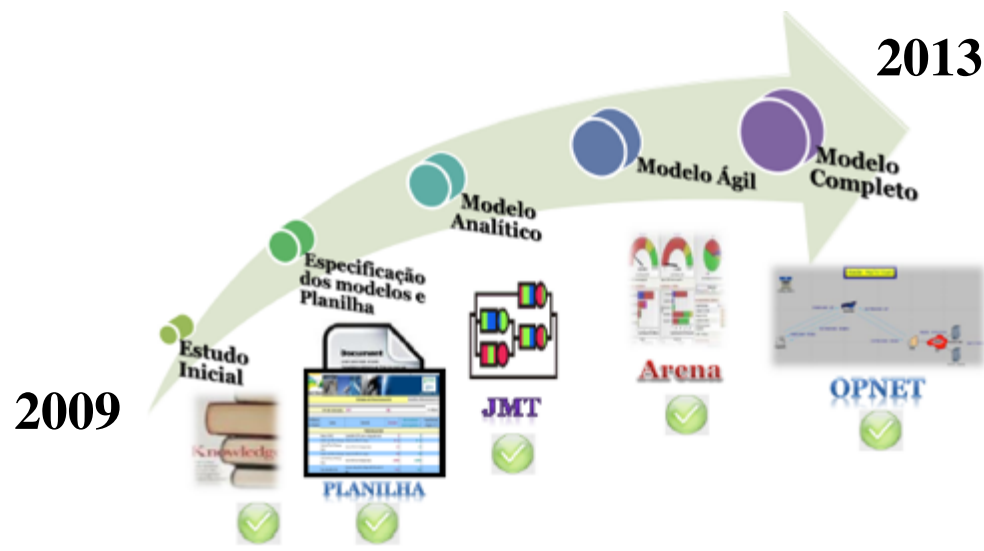 2013
Modelo
Completo
Modelo Ágil
Modelo
Analítico
Especificação
dos modelos e
Planilha
Estudo
Inicial
2009
Knowledge
Document
PLANILHA
JMT
Arena
OPNET